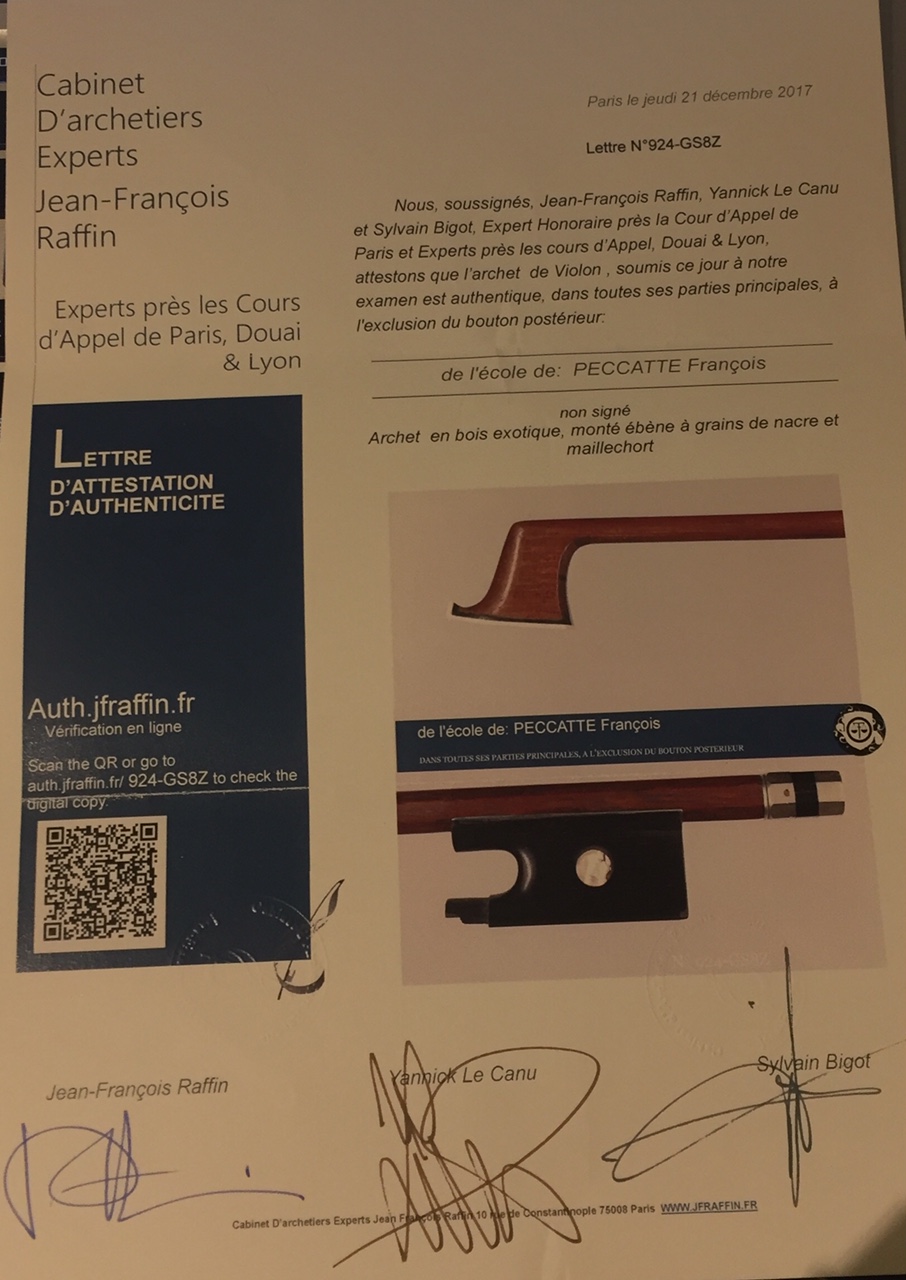 Cabinet
D'archetiers
Experts
Jean-François
Raffin
Experts près les Cours
d'Appel de Paris, Douai
& Lyon
LETTRE
D'ATTESTATION
D'AUTHENTICITE
Auth.jfraffin.fr
Vérification en ligne
Scan the QR or go to
auth.jfraffin.fr/ 924-GS8Z to check the
digital copy.
Paris le jeudi 21 décembre 2017
Lettre N°924-GS8Z
Nous, soussignés, Jean-François Raffin, Yannick Le Canu
et Sylvain Bigot, Expert Honoraire près la Cour d'Appel de
Paris et Experts près les cours d'Appel, Douai & Lyon,
attestons que l'archet de Violon , soumis ce jour à notre
examen est authentique, dans toutes ses parties principales, à
l'exclusion du bouton postérieur:
de l'école de: PECCATTE François
non signé
Archet en bois exotique, monté ébène à grains de nacre et
maillechort
de l'école de: PECCATTE François
DANS TOUTES SES PARTIES PRINCIPALES, A L'EXCLUSION DU BOUTON POSTERIEUR
Jean-François Raffin
Yannick Le Canu
Sylvain Bigot
Cabinet D'archetiers Experts Jean François Raffin 10 rue de Constantinople 75008 Paris WWW.JFRAFFIN.FR